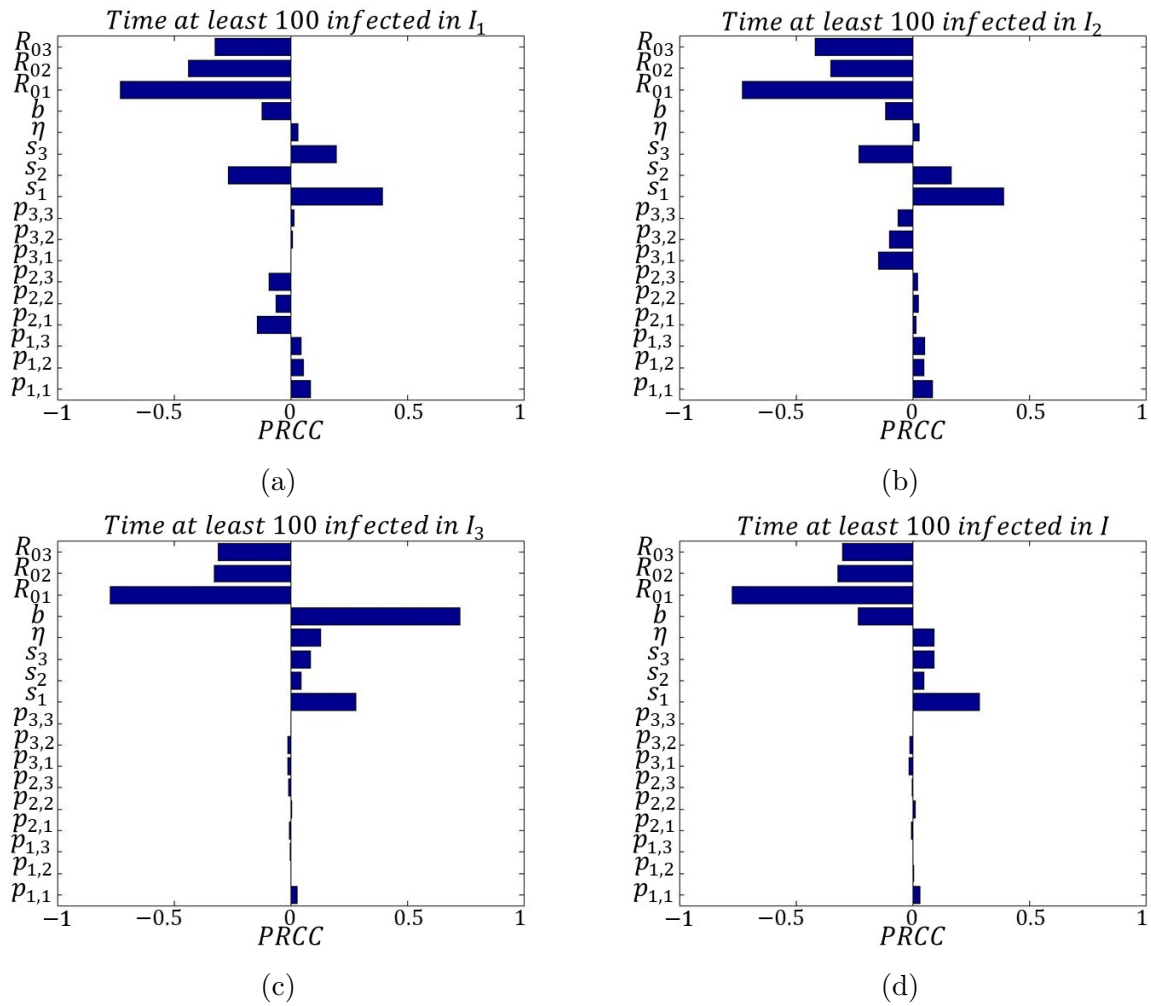 Time at least 100 infected in I₁
R₀₃
R₀₂
R₀₁
b
η
s₃
s₂
s₁
p₃,₃
p₃,₂
p₃,₁
p₂,₃
p₂,₂
p₂,₁
p₁,₃
p₁,₂
p₁,₁
−1 −0.5 0 0.5 1
PRCC
(a)
Time at least 100 infected in I₂
R₀₃
R₀₂
R₀₁
b
η
s₃
s₂
s₁
p₃,₃
p₃,₂
p₃,₁
p₂,₃
p₂,₂
p₂,₁
p₁,₃
p₁,₂
p₁,₁
−1 −0.5 0 0.5 1
PRCC
(b)
Time at least 100 infected in I₃
R₀₃
R₀₂
R₀₁
b
η
s₃
s₂
s₁
p₃,₃
p₃,₂
p₃,₁
p₂,₃
p₂,₂
p₂,₁
p₁,₃
p₁,₂
p₁,₁
−1 −0.5 0 0.5 1
PRCC
(c)
Time at least 100 infected in I
R₀₃
R₀₂
R₀₁
b
η
s₃
s₂
s₁
p₃,₃
p₃,₂
p₃,₁
p₂,₃
p₂,₂
p₂,₁
p₁,₃
p₁,₂
p₁,₁
−1 −0.5 0 0.5 1
PRCC
(d)